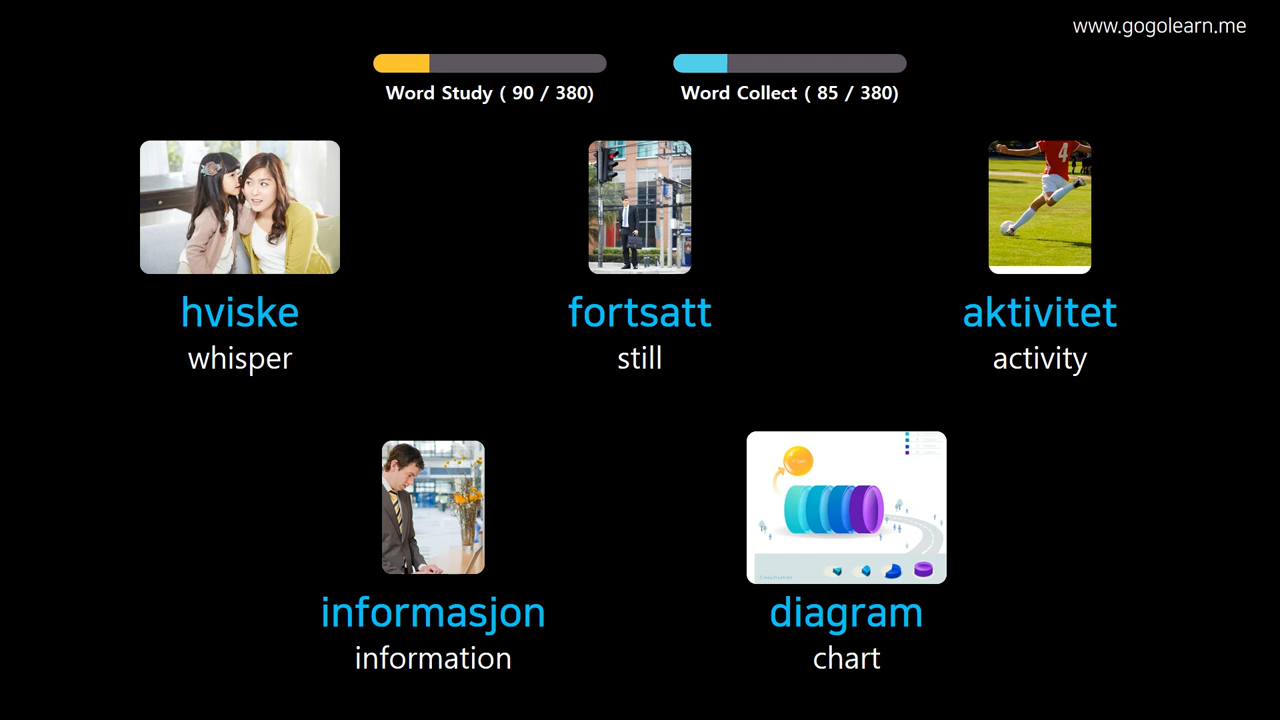 www.gogolearn.me
Word Study ( 90 / 380)
Word Collect ( 85 / 380)
4
hviske
whisper
fortsatt
still
aktivitet
activity
informasjon
information
diagram
chart